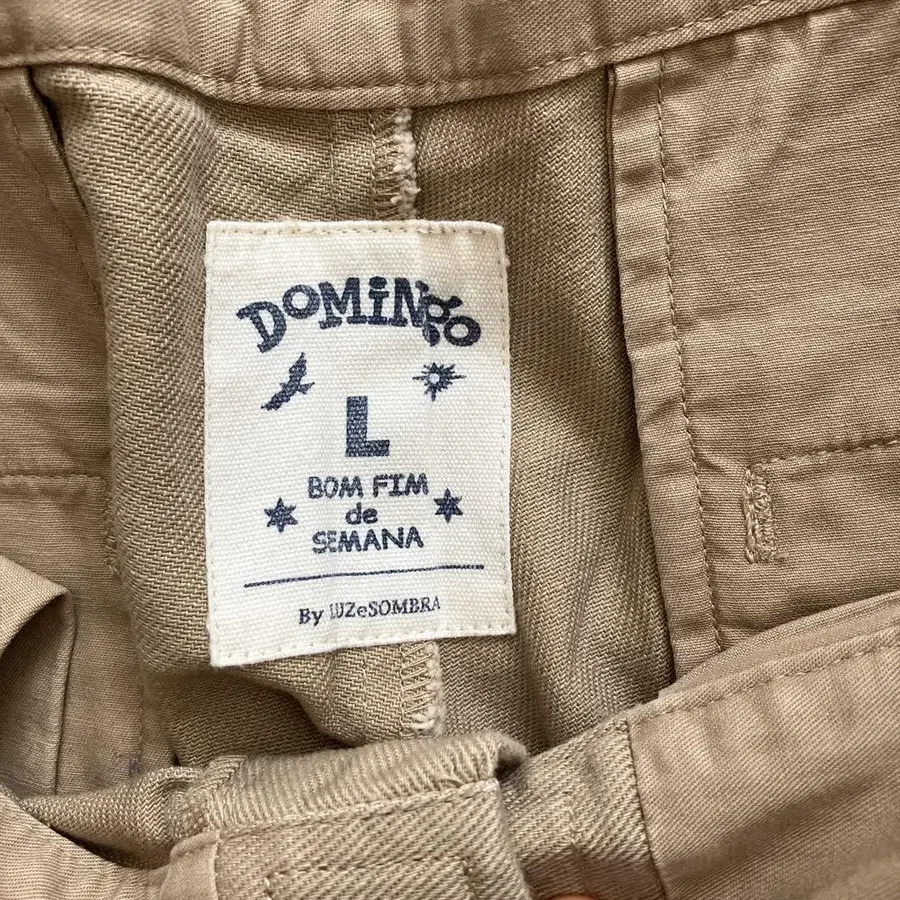 DOMiNgo
L
BOM FIM
de
SEMANA
By LUZeSOMBRA